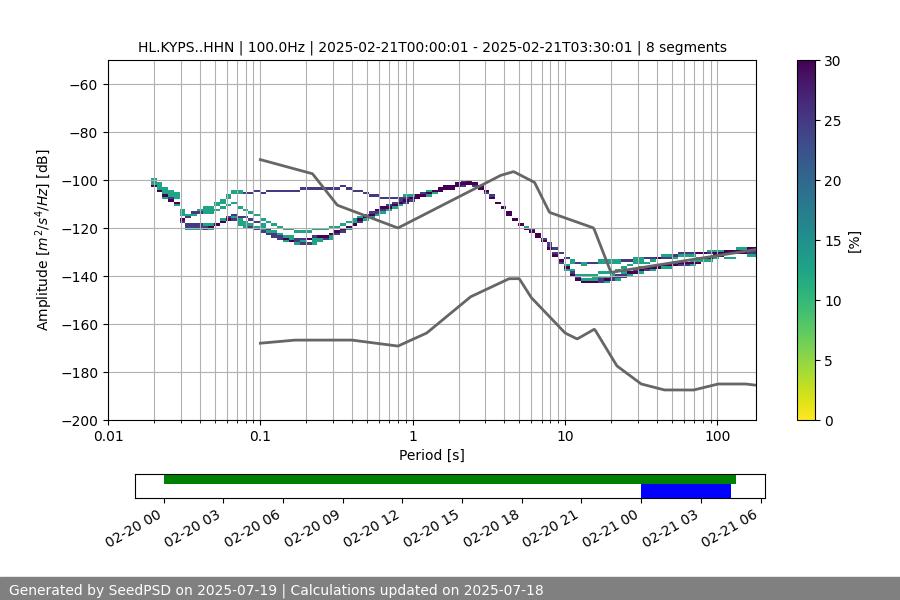 HL.KYPS..HHN | 100.0Hz | 2025-02-21T00:00:01 - 2025-02-21T03:30:01 | 8 segments
Amplitude [m²/s⁴/Hz] [dB]
−60
−80
−100
−120
−140
−160
−180
−200
0.01 0.1 1 10 100
Period [s]
30
25
20
15
10
5
0
[%]
02-20 00 02-20 03 02-20 06 02-20 09 02-20 12 02-20 15 02-20 18 02-20 21 02-21 00 02-21 03 02-21 06
Generated by SeedPSD on 2025-07-19 | Calculations updated on 2025-07-18